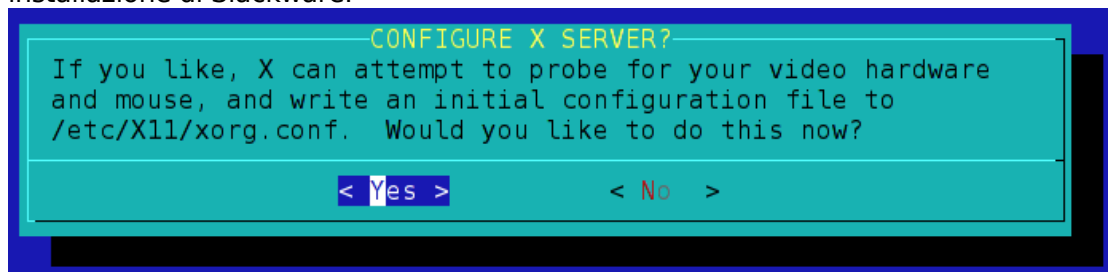 installazione di Slackware.
CONFIGURE X SERVER?
If you like, X can attempt to probe for your video hardware
and mouse, and write an initial configuration file to
/etc/X11/xorg.conf.  Would you like to do this now?
< Yes > < No >